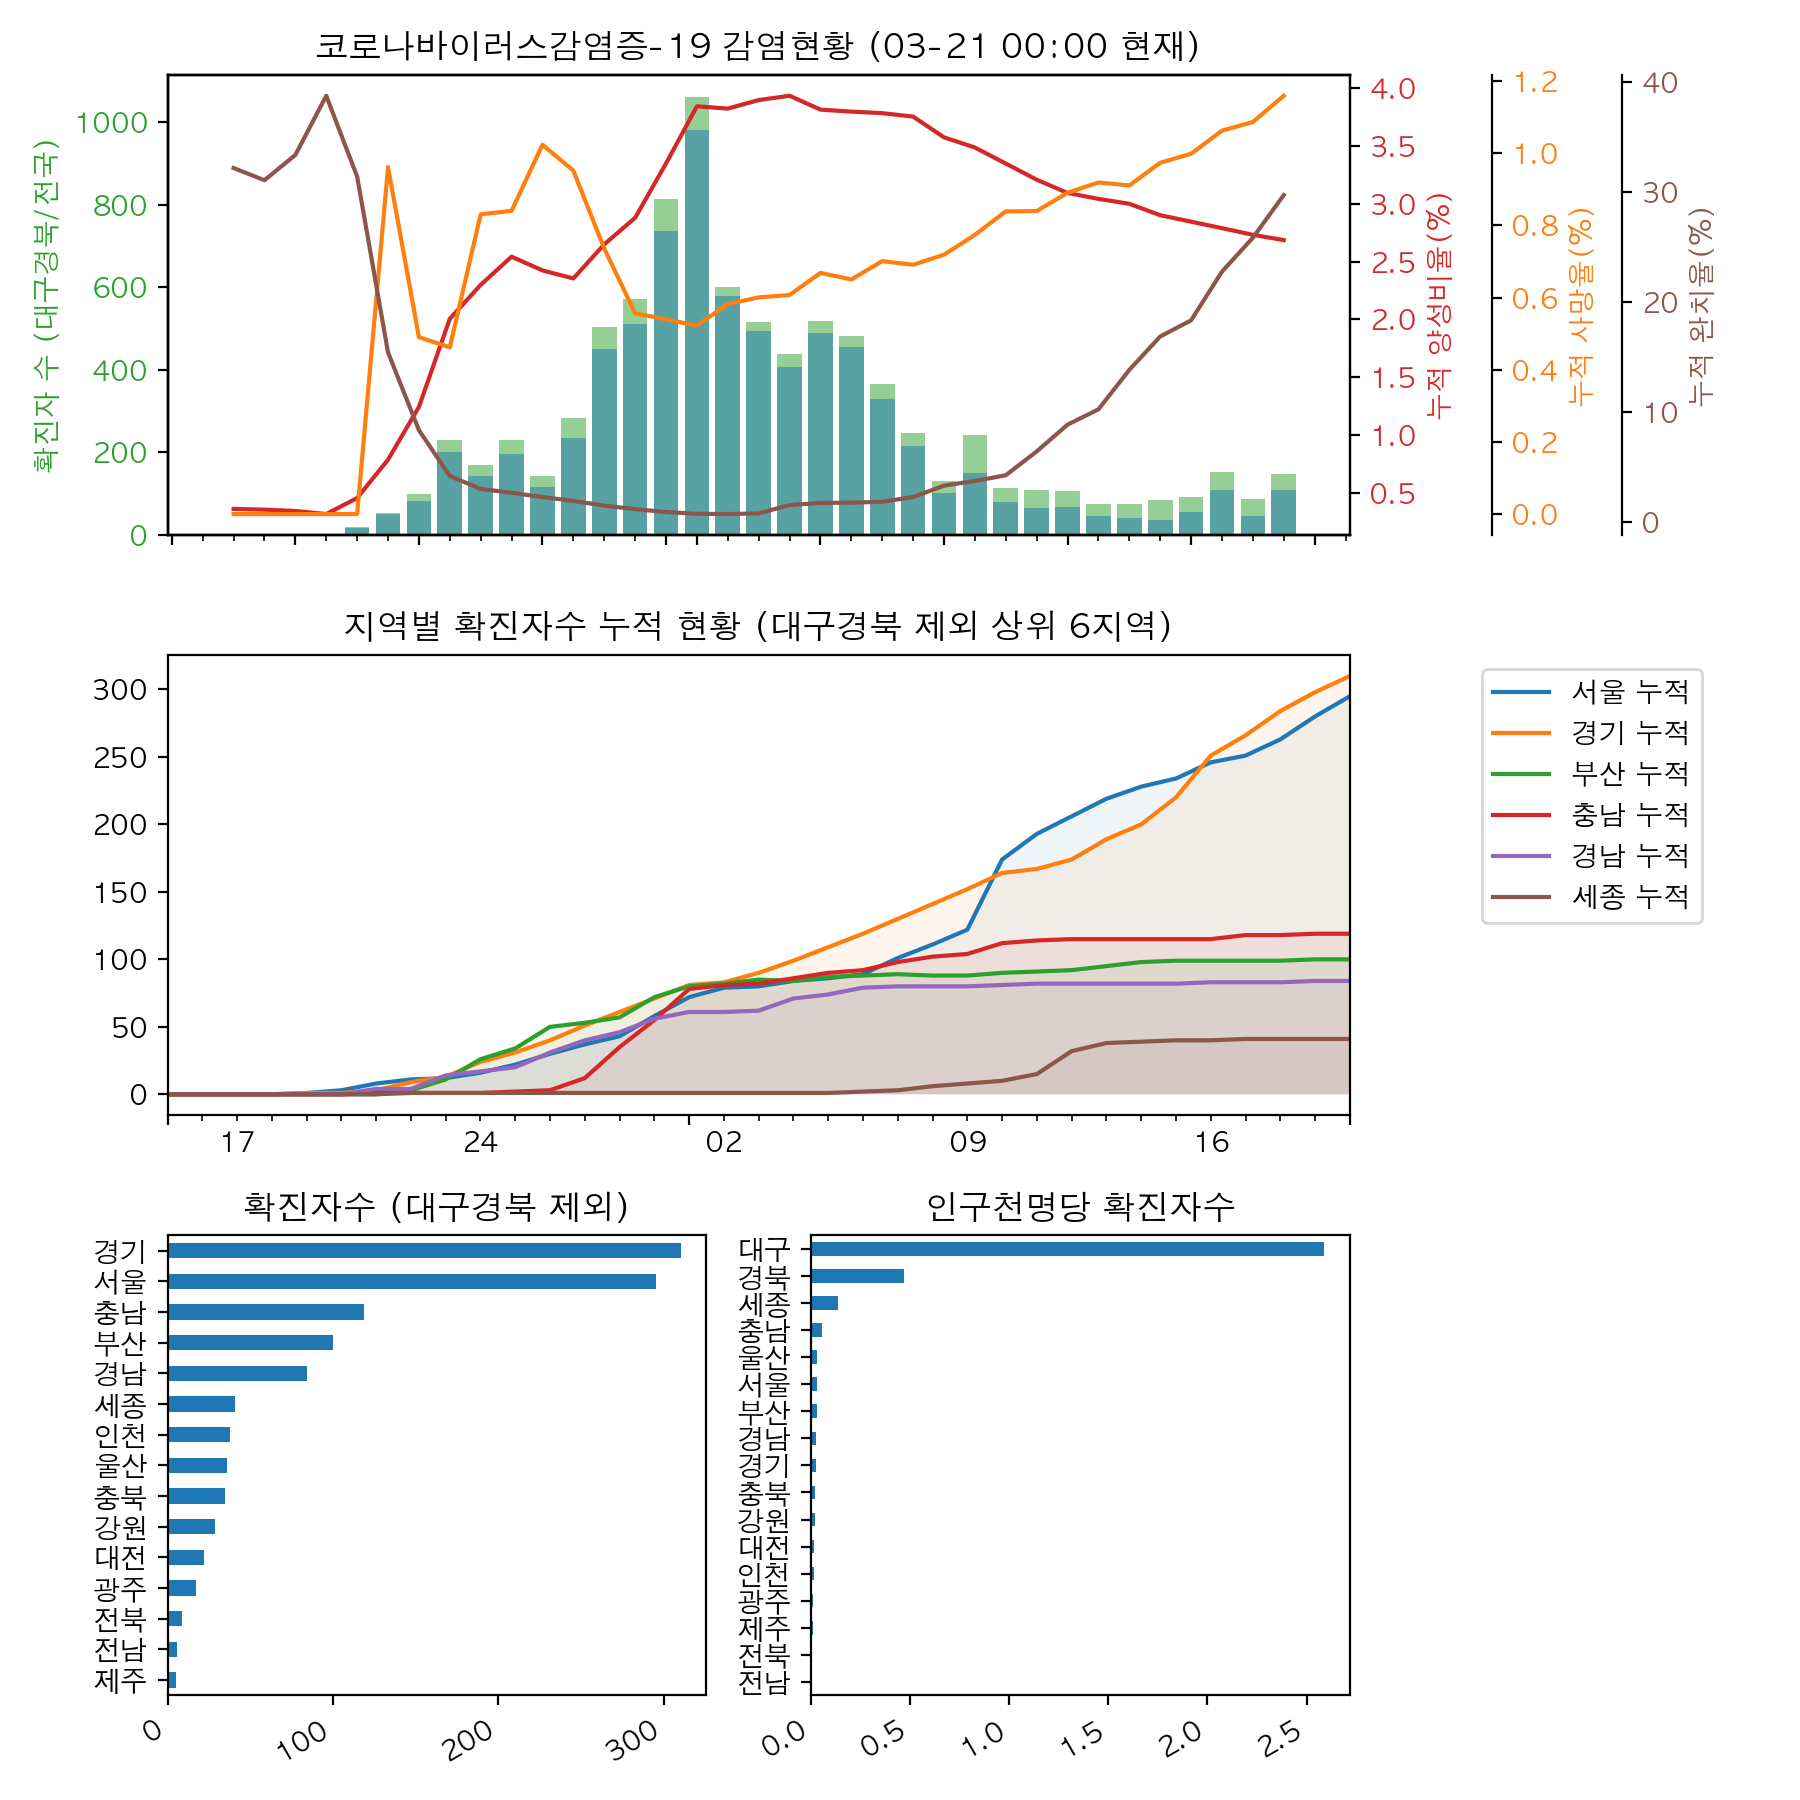 코로나바이러스감염증-19 감염현황 (03-21 00:00 현재)
확진자 수 (대구경북/전국)
1000
800
600
400
200
0
4.0
3.5
3.0
2.5
2.0
1.5
1.0
0.5
누적 양성비율(%)
1.2
1.0
0.8
0.6
0.4
0.2
0.0
누적 사망율(%)
40
30
20
10
0
누적 완치율(%)
지역별 확진자수 누적 현황 (대구경북 제외 상위 6지역)
300
250
200
150
100
50
0
17 24 02 09 16
서울 누적
경기 누적
부산 누적
충남 누적
경남 누적
세종 누적
확진자수 (대구경북 제외)
경기
서울
충남
부산
경남
세종
인천
울산
충북
강원
대전
광주
전북
전남
제주
0 100 200 300
인구천명당 확진자수
대구
경북
세종
충남
울산
서울
부산
경남
경기
충북
강원
대전
인천
광주
제주
전북
전남
0.0 0.5 1.0 1.5 2.0 2.5